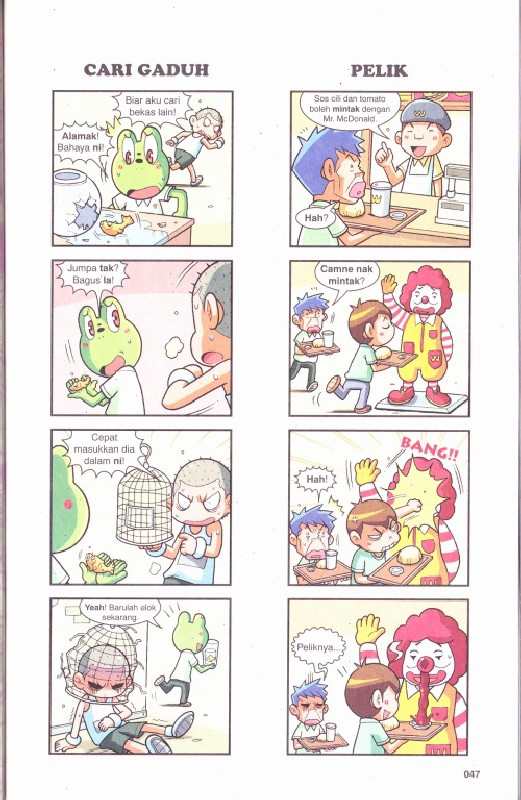 CARI GADUH
Biar aku cari
bekas lain!
Alamak!
Bahaya ni!
Jumpa tak?
Bagus la!
Cepat
masukkan dia
dalam ni!
Yeah! Barulah elok
sekarang.
PELIK
Sos cili dan tomato
boleh mintak dengan
Mr. McDonald.
Hah?
Camne nak
mintak?
BANG!!
Hah!
Peliknya...
047